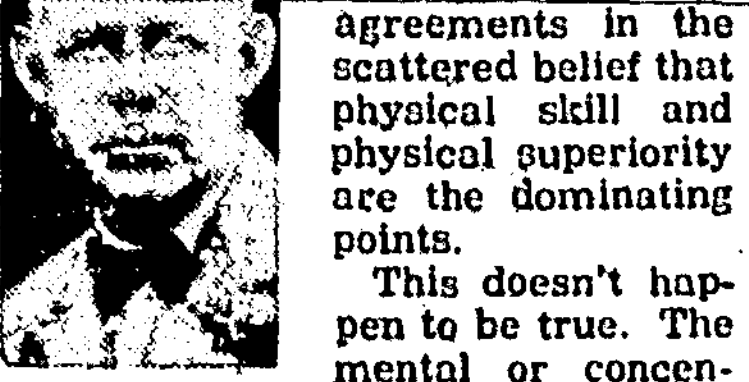 agreements in the
scattered belief that
physical skill and
physical superiority
are the dominating
points.
This doesn't hap-
pen to be true. The
mental or concen-